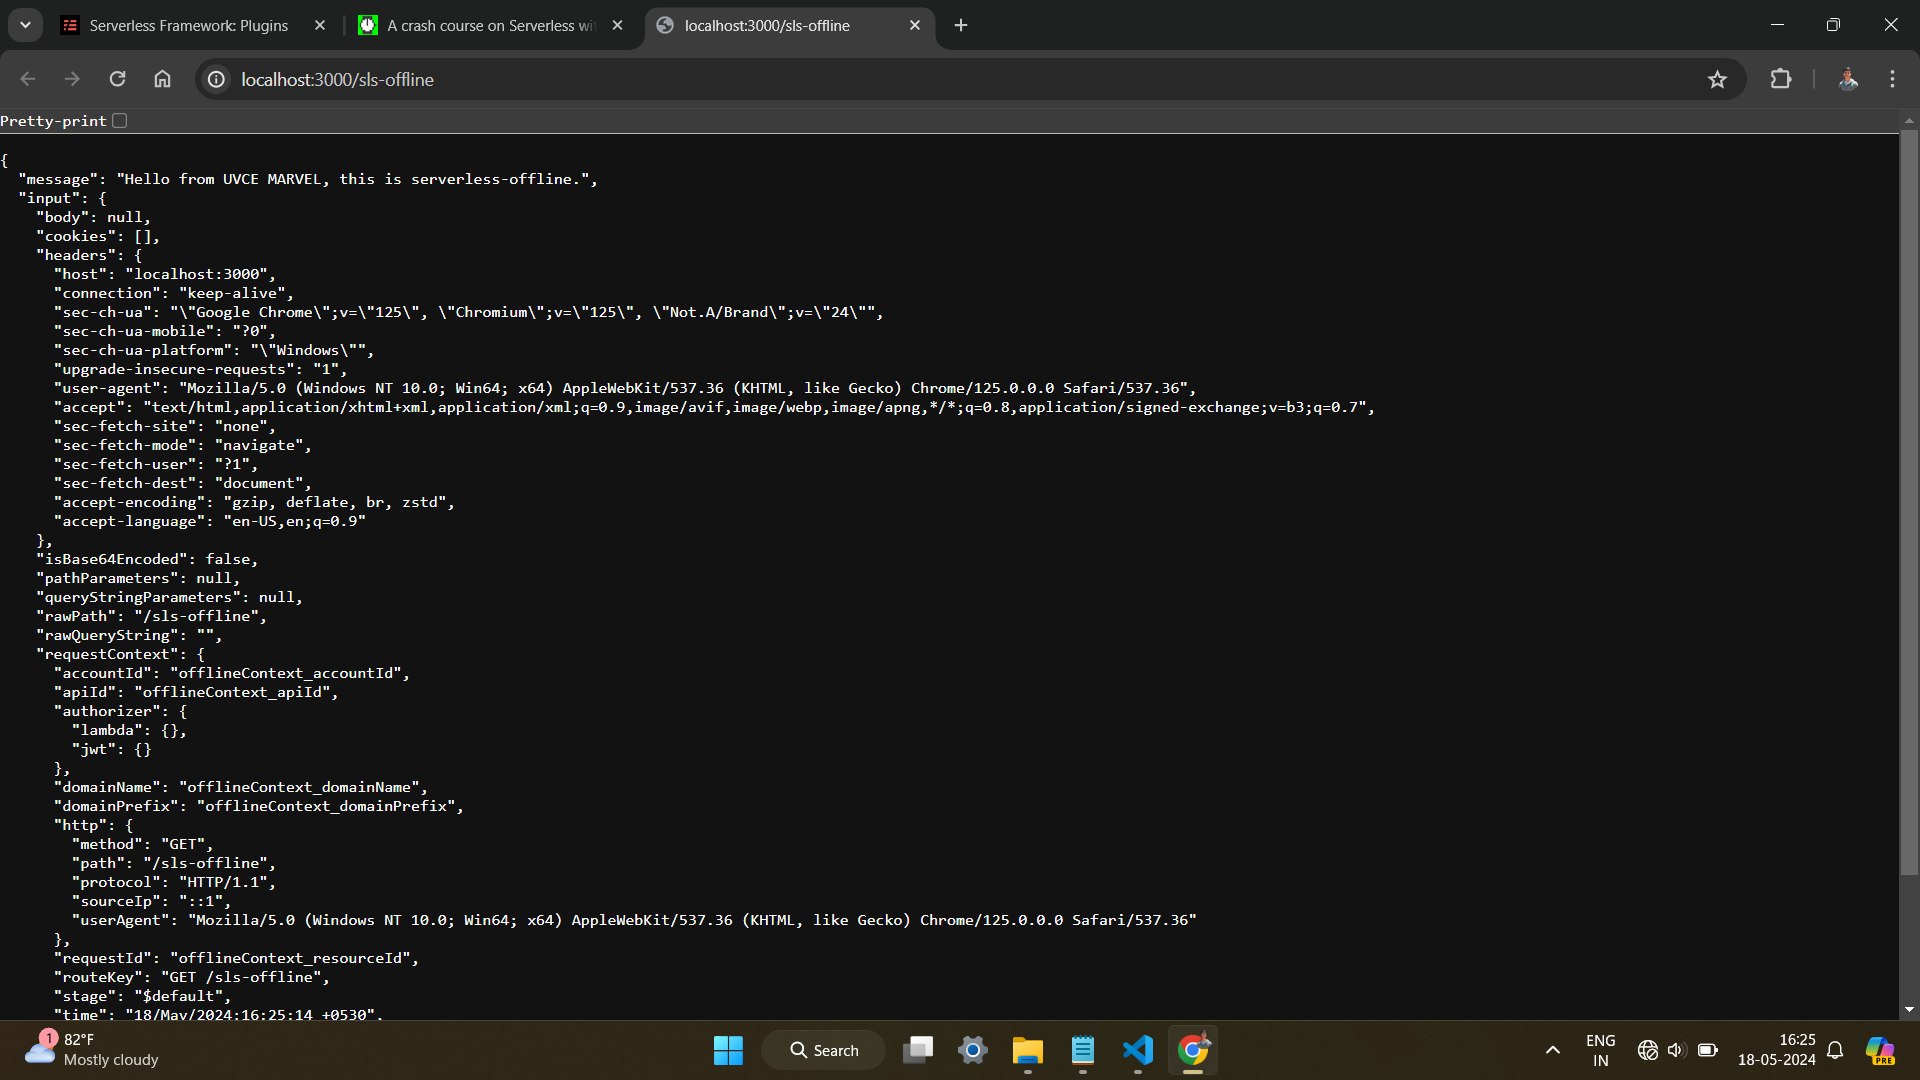 Serverless Framework: Plugins
A crash course on Serverless wi
localhost:3000/sls-offline
localhost:3000/sls-offline
Pretty-print
{
  "message": "Hello from UVCE MARVEL, this is serverless-offline.",
  "input": {
    "body": null,
    "cookies": [],
    "headers": {
      "host": "localhost:3000",
      "connection": "keep-alive",
      "sec-ch-ua": "\"Google Chrome\";v=\"125\", \"Chromium\";v=\"125\", \"Not.A/Brand\";v=\"24\"",
      "sec-ch-ua-mobile": "?0",
      "sec-ch-ua-platform": "\"Windows\"",
      "upgrade-insecure-requests": "1",
      "user-agent": "Mozilla/5.0 (Windows NT 10.0; Win64; x64) AppleWebKit/537.36 (KHTML, like Gecko) Chrome/125.0.0.0 Safari/537.36",
      "accept": "text/html,application/xhtml+xml,application/xml;q=0.9,image/avif,image/webp,image/apng,*/*;q=0.8,application/signed-exchange;v=b3;q=0.7",
      "sec-fetch-site": "none",
      "sec-fetch-mode": "navigate",
      "sec-fetch-user": "?1",
      "sec-fetch-dest": "document",
      "accept-encoding": "gzip, deflate, br, zstd",
      "accept-language": "en-US,en;q=0.9"
    },
    "isBase64Encoded": false,
    "pathParameters": null,
    "queryStringParameters": null,
    "rawPath": "/sls-offline",
    "rawQueryString": "",
    "requestContext": {
      "accountId": "offlineContext_accountId",
      "apiId": "offlineContext_apiId",
      "authorizer": {
        "lambda": {},
        "jwt": {}
      },
      "domainName": "offlineContext_domainName",
      "domainPrefix": "offlineContext_domainPrefix",
      "http": {
        "method": "GET",
        "path": "/sls-offline",
        "protocol": "HTTP/1.1",
        "sourceIp": "::1",
        "userAgent": "Mozilla/5.0 (Windows NT 10.0; Win64; x64) AppleWebKit/537.36 (KHTML, like Gecko) Chrome/125.0.0.0 Safari/537.36"
      },
      "requestId": "offlineContext_resourceId",
      "routeKey": "GET /sls-offline",
      "stage": "$default",
      "time": "18/May/2024:16:25:14 +0530",
1
82°F
Mostly cloudy
Search
ENG
IN
16:25
18-05-2024
PRE